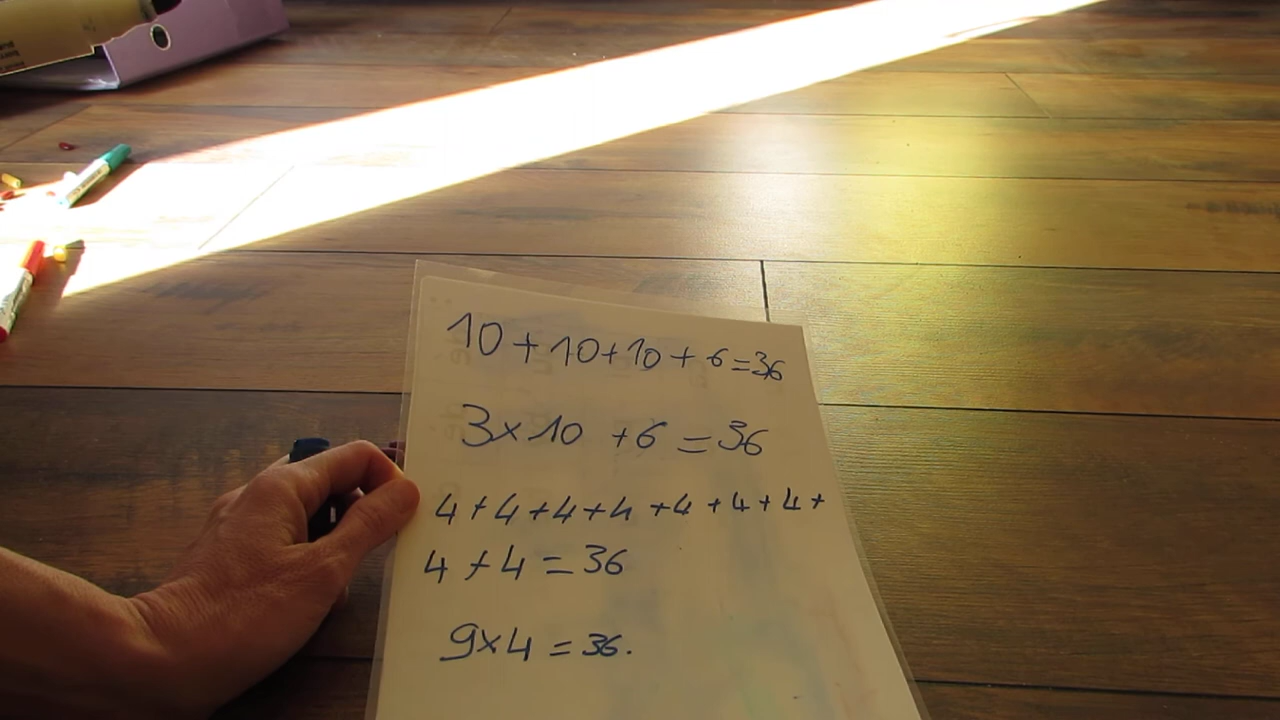 10 + 10 + 10 + 6 = 36
3 x 10 + 6 = 36
4 + 4 + 4 + 4 + 4 + 4 + 4 +
4 + 4 = 36
9 x 4 = 36.